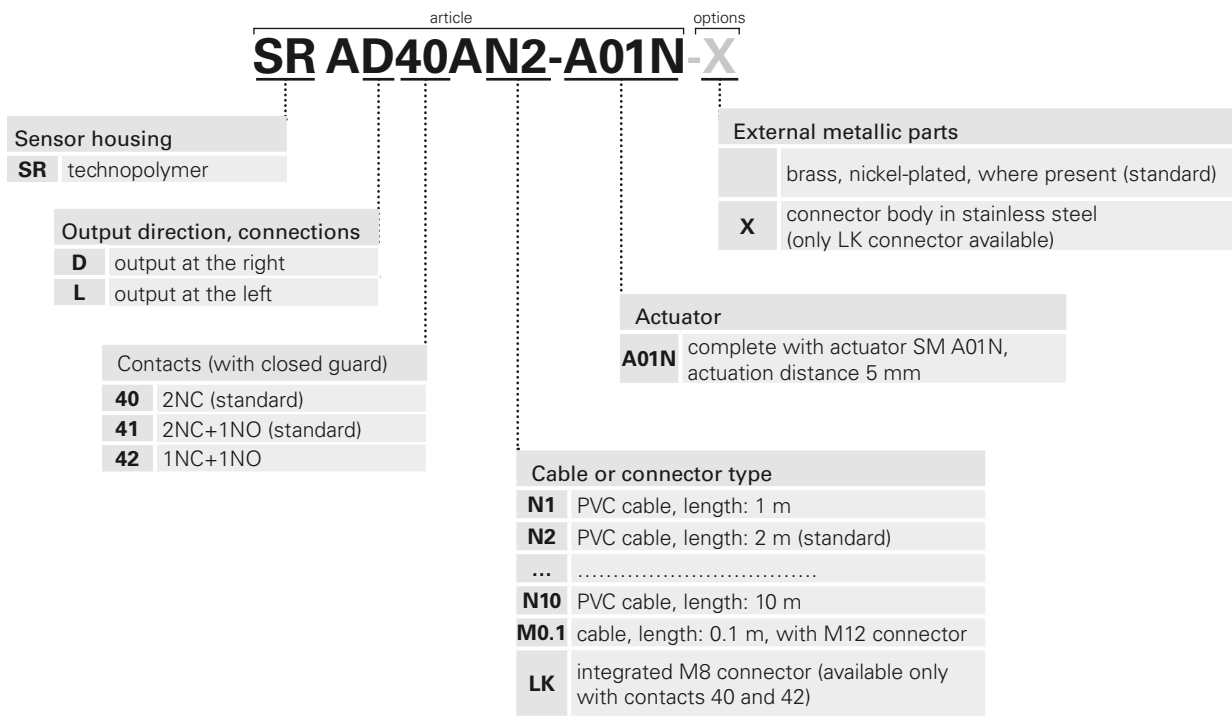 article
options
SR AD40AN2-A01N-X
Sensor housing
SR technopolymer
Output direction, connections
D output at the right
L output at the left
Contacts (with closed guard)
40 2NC (standard)
41 2NC+1NO (standard)
42 1NC+1NO
External metallic parts
brass, nickel-plated, where present (standard)
X connector body in stainless steel
(only LK connector available)
Actuator
A01N complete with actuator SM A01N,
actuation distance 5 mm
Cable or connector type
N1 PVC cable, length: 1 m
N2 PVC cable, length: 2 m (standard)
... ……………………………
N10 PVC cable, length: 10 m
M0.1 cable, length: 0.1 m, with M12 connector
LK integrated M8 connector (available only
with contacts 40 and 42)